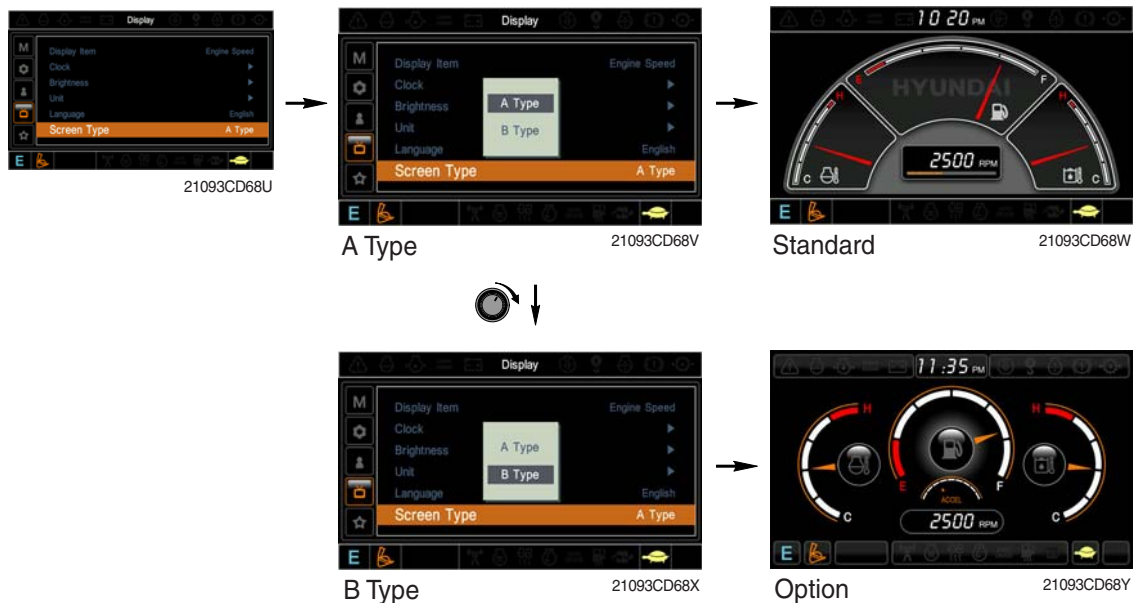 Display
M
Display Item Engine Speed
Clock
Brightness
Unit
Language English
Screen Type A Type
E
21093CD68U
Display
M
Display Item Engine Speed
Clock
Brightness
Unit
Language English
Screen Type A Type
A Type
B Type
E
A Type 21093CD68V
10 20 PM
HYUNDAI
E F
H H
C C
2500 RPM
E
Standard 21093CD68W
Display
M
Display Item Engine Speed
Clock
Brightness
Unit
Language English
Screen Type A Type
A Type
B Type
E
B Type 21093CD68X
11:35 PM
H H
E F
C C
ACCEL
2500 RPM
E
Option 21093CD68Y